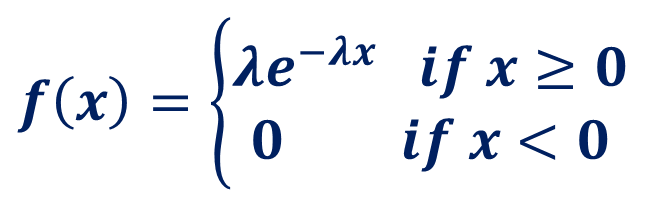 f(x) = { λe^{-λx} if x ≥ 0
0 if x < 0